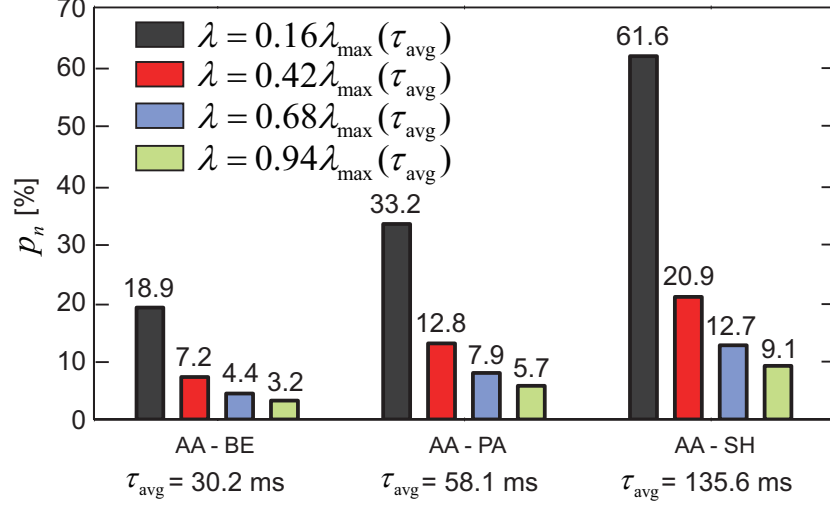 70
60
50
40
30
20
10
0
p_n [%]
λ = 0.16λ_max(τ_avg)
λ = 0.42λ_max(τ_avg)
λ = 0.68λ_max(τ_avg)
λ = 0.94λ_max(τ_avg)
18.9
7.2
4.4
3.2
33.2
12.8
7.9
5.7
61.6
20.9
12.7
9.1
AA - BE
AA - PA
AA - SH
τ_avg = 30.2 ms
τ_avg = 58.1 ms
τ_avg = 135.6 ms